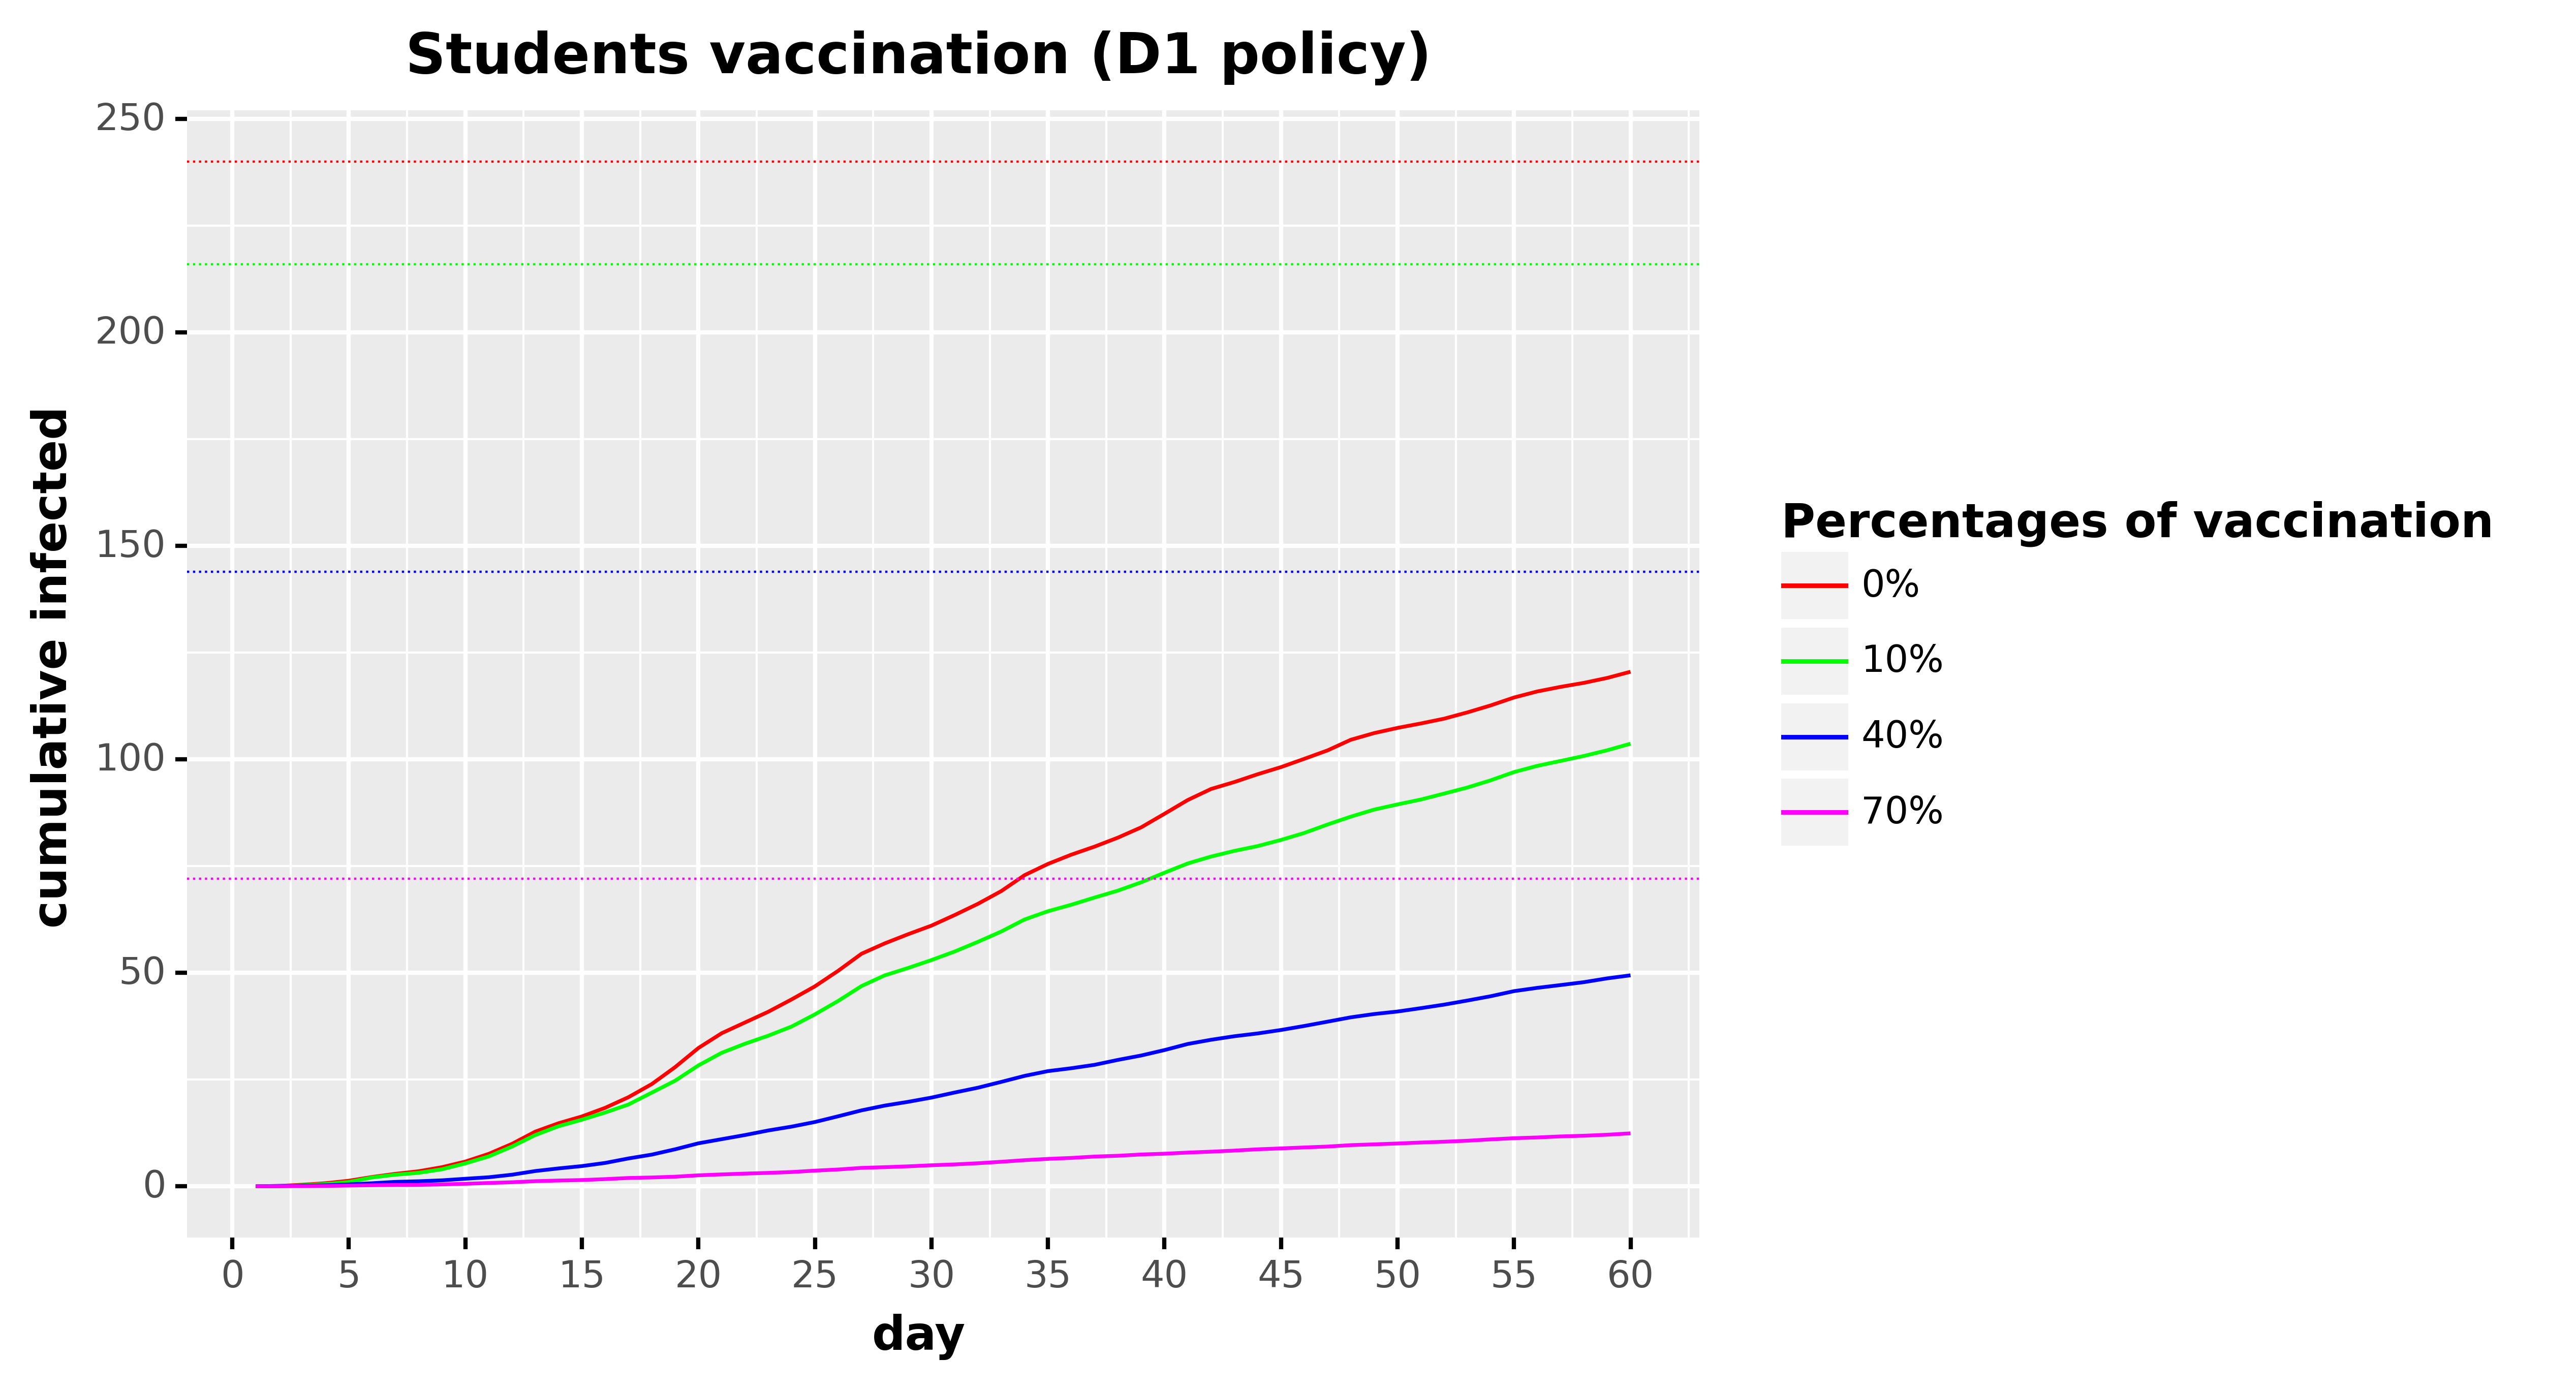 Students vaccination (D1 policy)
250
200
150
100
50
0
cumulative infected
0 5 10 15 20 25 30 35 40 45 50 55 60
day
Percentages of vaccination
0%
10%
40%
70%